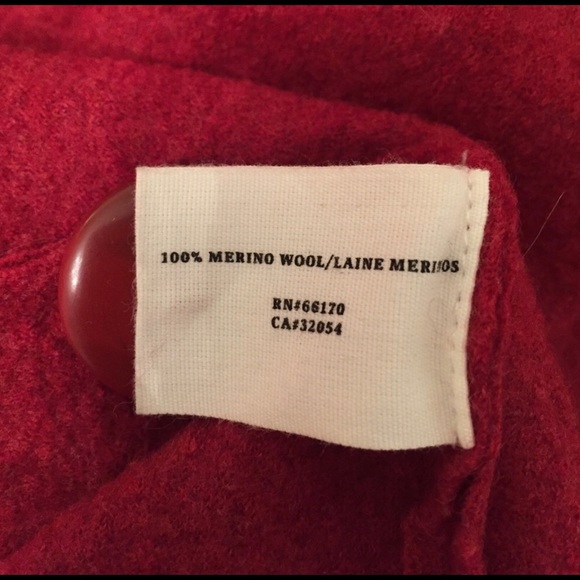 100% MERINO WOOL/LAINE MERINOS
RN#66170
CA#32054